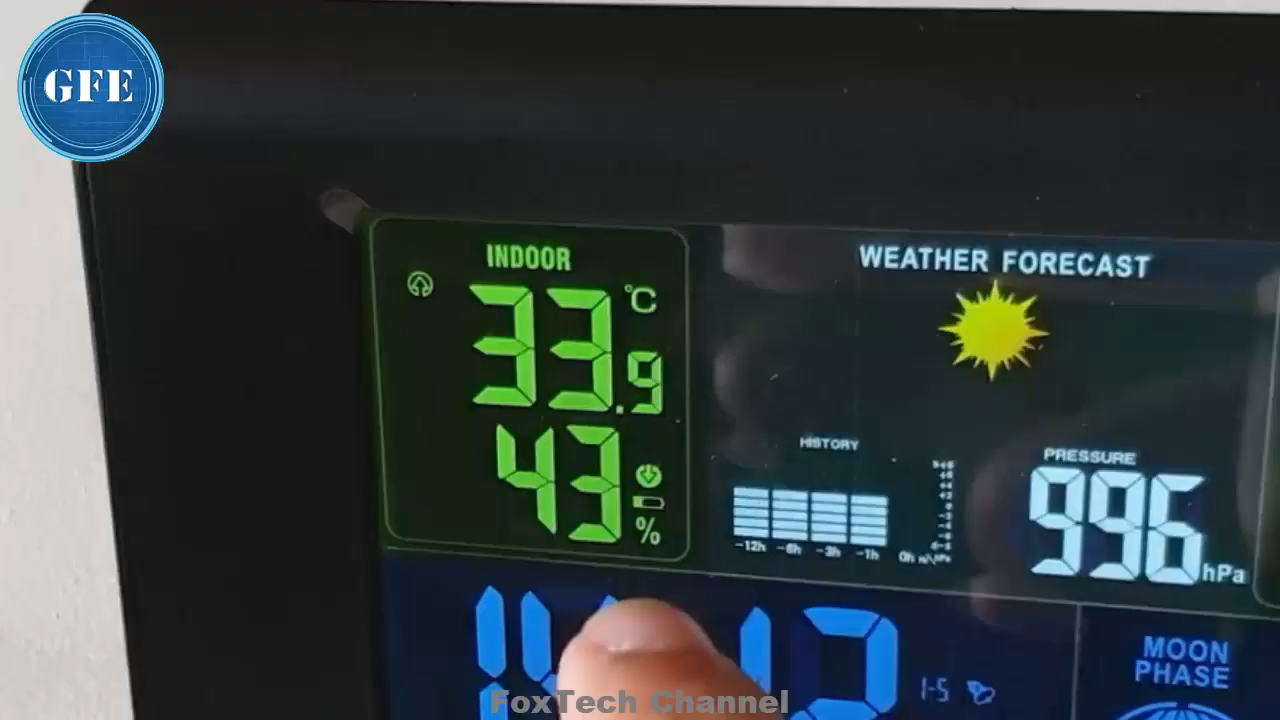 GFE
INDOOR
33.9 °C
43 %
WEATHER FORECAST
HISTORY
-12h -6h -3h -1h 0h
PRESSURE
996 hPa
1-5
MOON
PHASE
FoxTech Channel